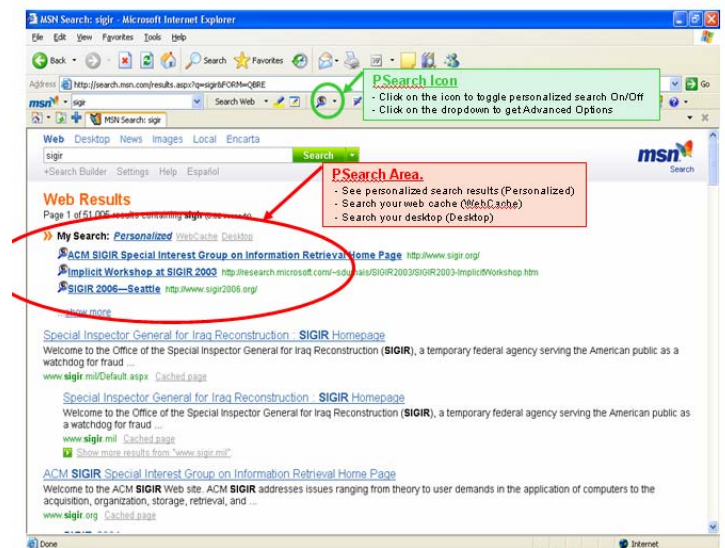 MSN Search: sigir - Microsoft Internet Explorer
File Edit View Favorites Tools Help
Back Search Favorites
Address http://search.msn.com/results.aspx?q=sigir&FORM=QBRE Go
msn sigir Search Web
PSearch Icon
- Click on the icon to toggle personalized search On/Off
- Click on the dropdown to get Advanced Options
MSN Search: sigir
Web Desktop News Images Local Encarta
sigir Search
msn
Search
+Search Builder Settings Help Español
PSearch Area.
- See personalized search results (Personalized)
- Search your web cache (WebCache)
- Search your desktop (Desktop)
Web Results
Page 1 of 51,005 results containing sigir
My Search: Personalized WebCache Desktop
ACM SIGIR Special Interest Group on Information Retrieval Home Page http://www.sigir.org/
Implicit Workshop at SIGIR 2003 http://research.microsoft.com/~sdumais/SIGIR2003/SIGIR2003-ImplicitWorkshop.htm
SIGIR 2006—Seattle http://www.sigir2006.org/
...show more
Special Inspector General for Iraq Reconstruction : SIGIR Homepage
Welcome to the Office of the Special Inspector General for Iraq Reconstruction (SIGIR), a temporary federal agency serving the American public as a
watchdog for fraud ...
www.sigir.mil/Default.aspx Cached page
Special Inspector General for Iraq Reconstruction : SIGIR Homepage
Welcome to the Office of the Special Inspector General for Iraq Reconstruction (SIGIR), a temporary federal agency serving the American public as
a watchdog for fraud ...
www.sigir.mil Cached page
Show more results from "www.sigir.mil".
ACM SIGIR Special Interest Group on Information Retrieval Home Page
Welcome to the ACM SIGIR Web site. ACM SIGIR addresses issues ranging from theory to user demands in the application of computers to the
acquisition, organization, storage, retrieval, and ...
www.sigir.org Cached page
Done Internet